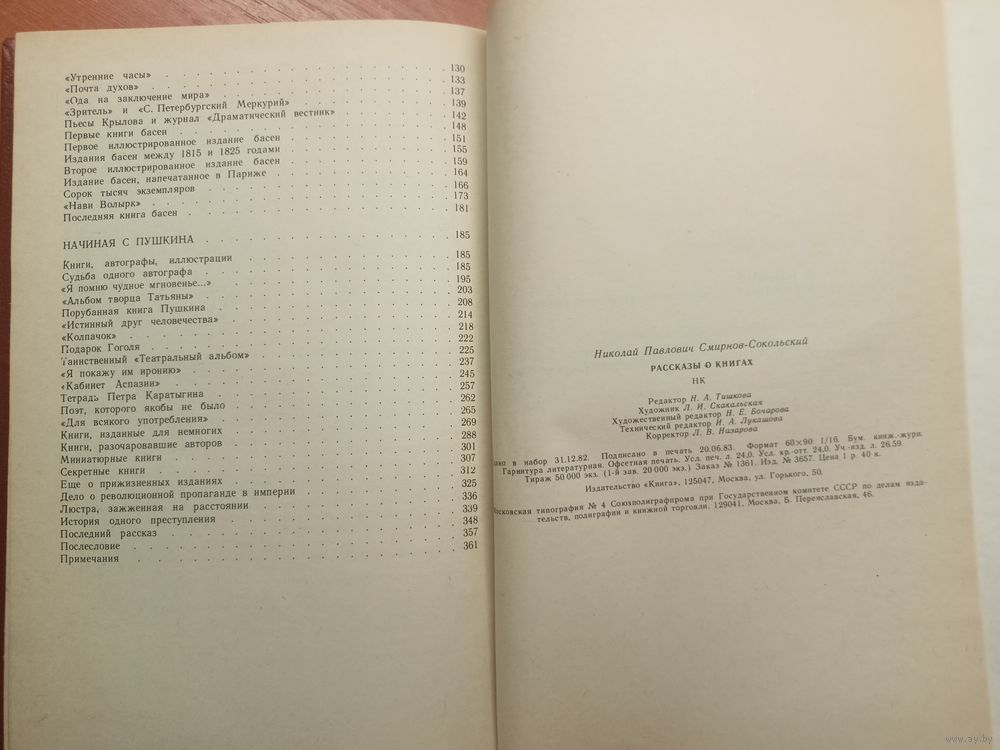 «Утренние часы» 130
«Почта духов» 133
«Ода на заключение мира» 137
«Зритель» и «С. Петербургский Меркурий» 139
Пьесы Крылова и журнал «Драматический вестник» 142
Первые книги басен 148
Первое иллюстрированное издание басен 151
Издания басен между 1815 и 1825 годами 155
Второе иллюстрированное издание басен 159
Издание басен, напечатанное в Париже 164
Сорок тысяч экземпляров 166
«Нави Волырк» 173
Последняя книга басен 181
НАЧИНАЯ С ПУШКИНА 185
Книги, автографы, иллюстрации 185
Судьба одного автографа 185
«Я помню чудное мгновенье...» 195
«Альбом творца Татьяны» 203
Порубанная книга Пушкина 208
«Истинный друг человечества» 214
«Колпачок» 218
Подарок Гоголя 222
Таинственный «Театральный альбом» 225
«Я покажу им иронию» 237
«Кабинет Аспазии» 245
Тетрадь Петра Каратыгина 257
Поэт, которого якобы не было 262
«Для всякого употребления» 265
Книги, изданные для немногих 269
Книги, разочаровавшие авторов 288
Миниатюрные книги 301
Секретные книги 307
Еще о прижизненных изданиях 312
Дело о революционной пропаганде в империи 325
Люстра, зажженная на расстоянии 336
История одного преступления 339
Последний рассказ 348
Послесловие 357
Примечания 361
Николай Павлович Смирнов-Сокольский
РАССКАЗЫ О КНИГАХ
НК
Редактор Н. А. Тишкова
Художник Л. И. Скакальская
Художественный редактор Н. Е. Бочарова
Технический редактор И. А. Лукашова
Корректор Л. В. Назарова
в набор 31.12.82. Подписано в печать 20.06.83. Формат 60×90 1/16. Бум. книж.-журн.
Гарнитура литературная. Офсетная печать. Усл. печ. л. 24,0. Усл. кр.-отт. 24,0. Уч.-изд. л. 26.59.
Тираж 50 000 экз. (1-й зав. 20 000 экз.) Заказ № 1361. Изд. № 3657. Цена 1 р. 40 к.
Издательство «Книга», 125047, Москва, ул. Горького, 50.
осковская типография № 4 Союзполиграфпрома при Государственном комитете СССР по делам изда-
тельств, полиграфии и книжной торговли. 129041, Москва, Б. Переяславская, 46.
www.ay.by